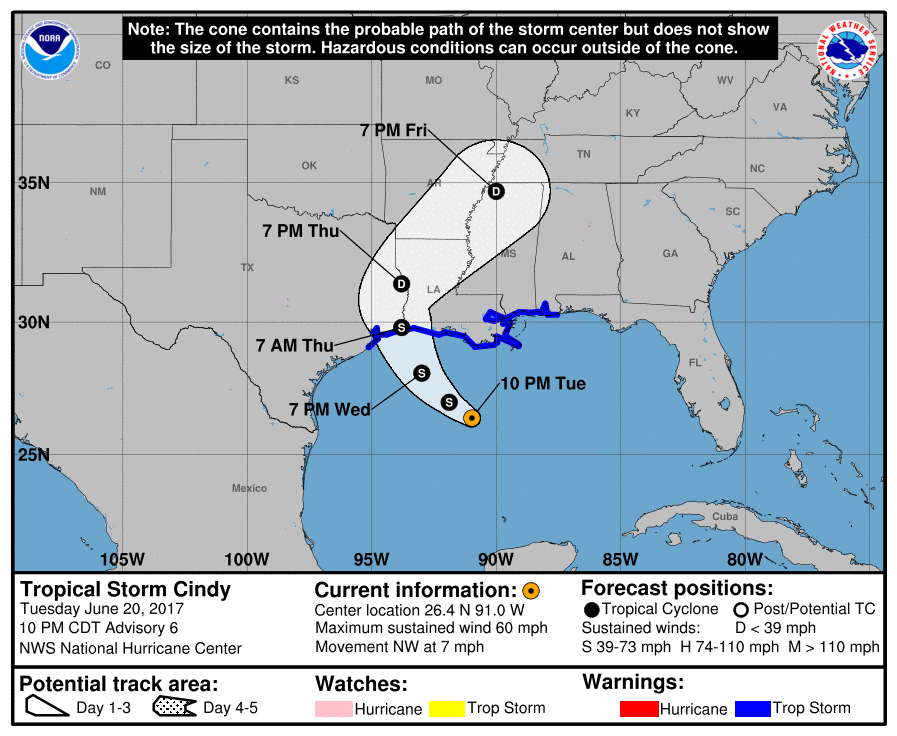 Note: The cone contains the probable path of the storm center but does not show
the size of the storm. Hazardous conditions can occur outside of the cone.
NOAA
NATIONAL WEATHER SERVICE
CO
KS
MO
WV
KY
VA
7 PM Fri
TN
OK
NC
35N
NM
AR
SC
7 PM Thu
MS
AL
GA
TX
LA
30N
7 AM Thu
FL
10 PM Tue
7 PM Wed
25N
Mexico
Cuba
105W
100W
95W
90W
85W
80W
Tropical Storm Cindy
Tuesday June 20, 2017
10 PM CDT Advisory 6
NWS National Hurricane Center
Current information:
Center location 26.4 N 91.0 W
Maximum sustained wind 60 mph
Movement NW at 7 mph
Forecast positions:
Tropical Cyclone
Post/Potential TC
Sustained winds: D < 39 mph
S 39-73 mph H 74-110 mph M > 110 mph
Potential track area:
Day 1-3
Day 4-5
Watches:
Hurricane
Trop Storm
Warnings:
Hurricane
Trop Storm
D
D
S
S
S